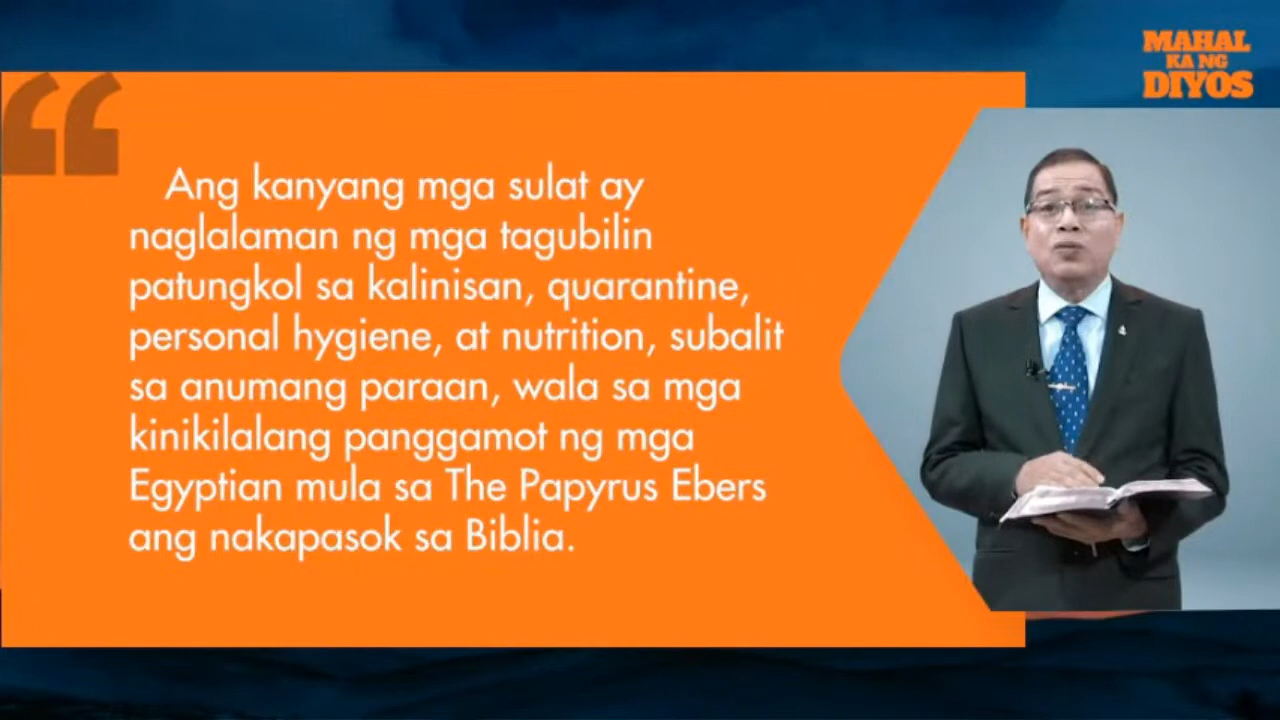 MAHAL
KA NG
DIYOS
“
Ang kanyang mga sulat ay
naglalaman ng mga tagubilin
patungkol sa kalinisan, quarantine,
personal hygiene, at nutrition, subalit
sa anumang paraan, wala sa mga
kinikilalang panggamot ng mga
Egyptian mula sa The Papyrus Ebers
ang nakapasok sa Biblia.